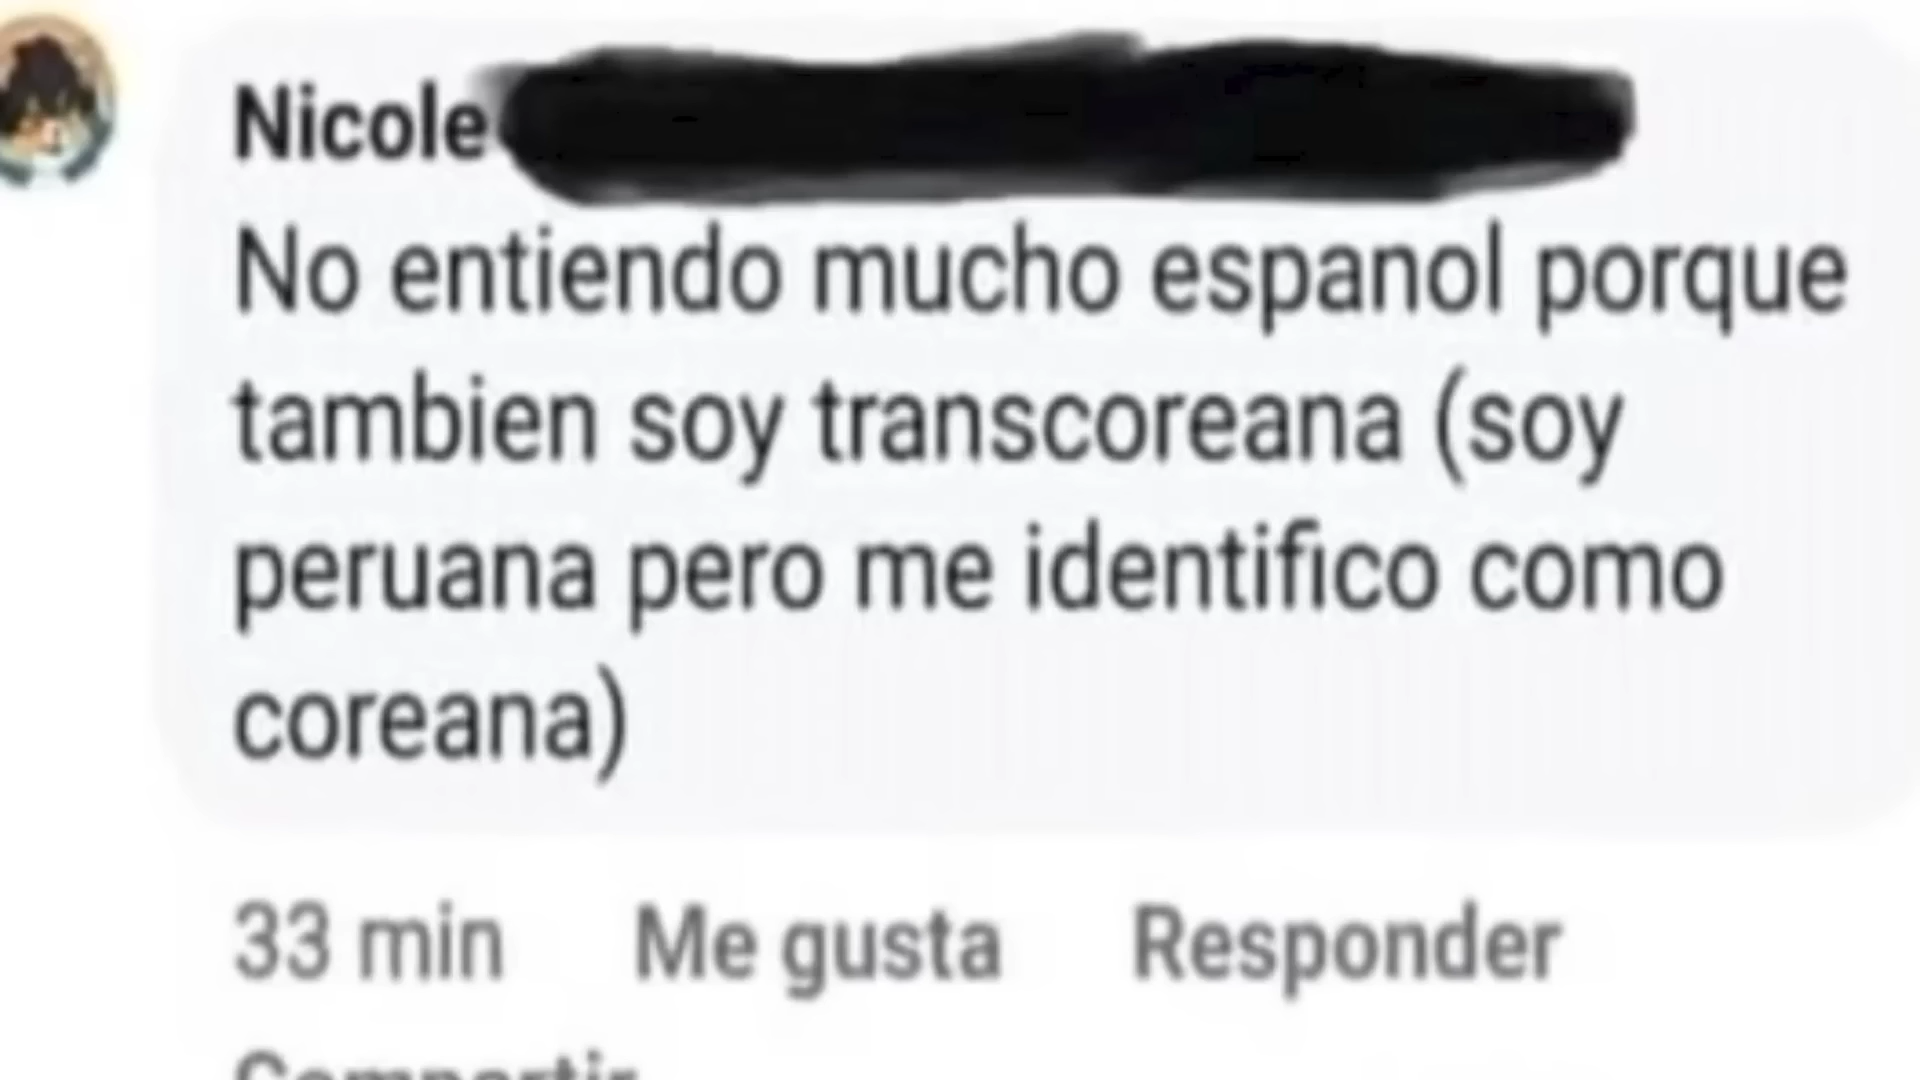 Nicole
No entiendo mucho espanol porque
tambien soy transcoreana (soy
peruana pero me identifico como
coreana)
33 min Me gusta Responder
Compartir